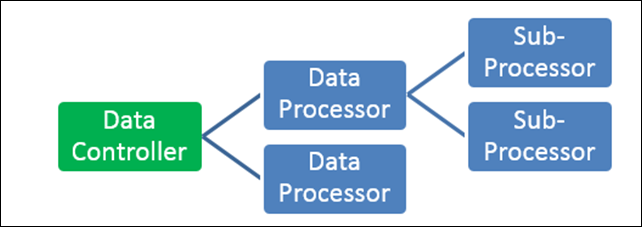 Data
Controller
Data
Processor
Data
Processor
Sub-
Processor
Sub-
Processor